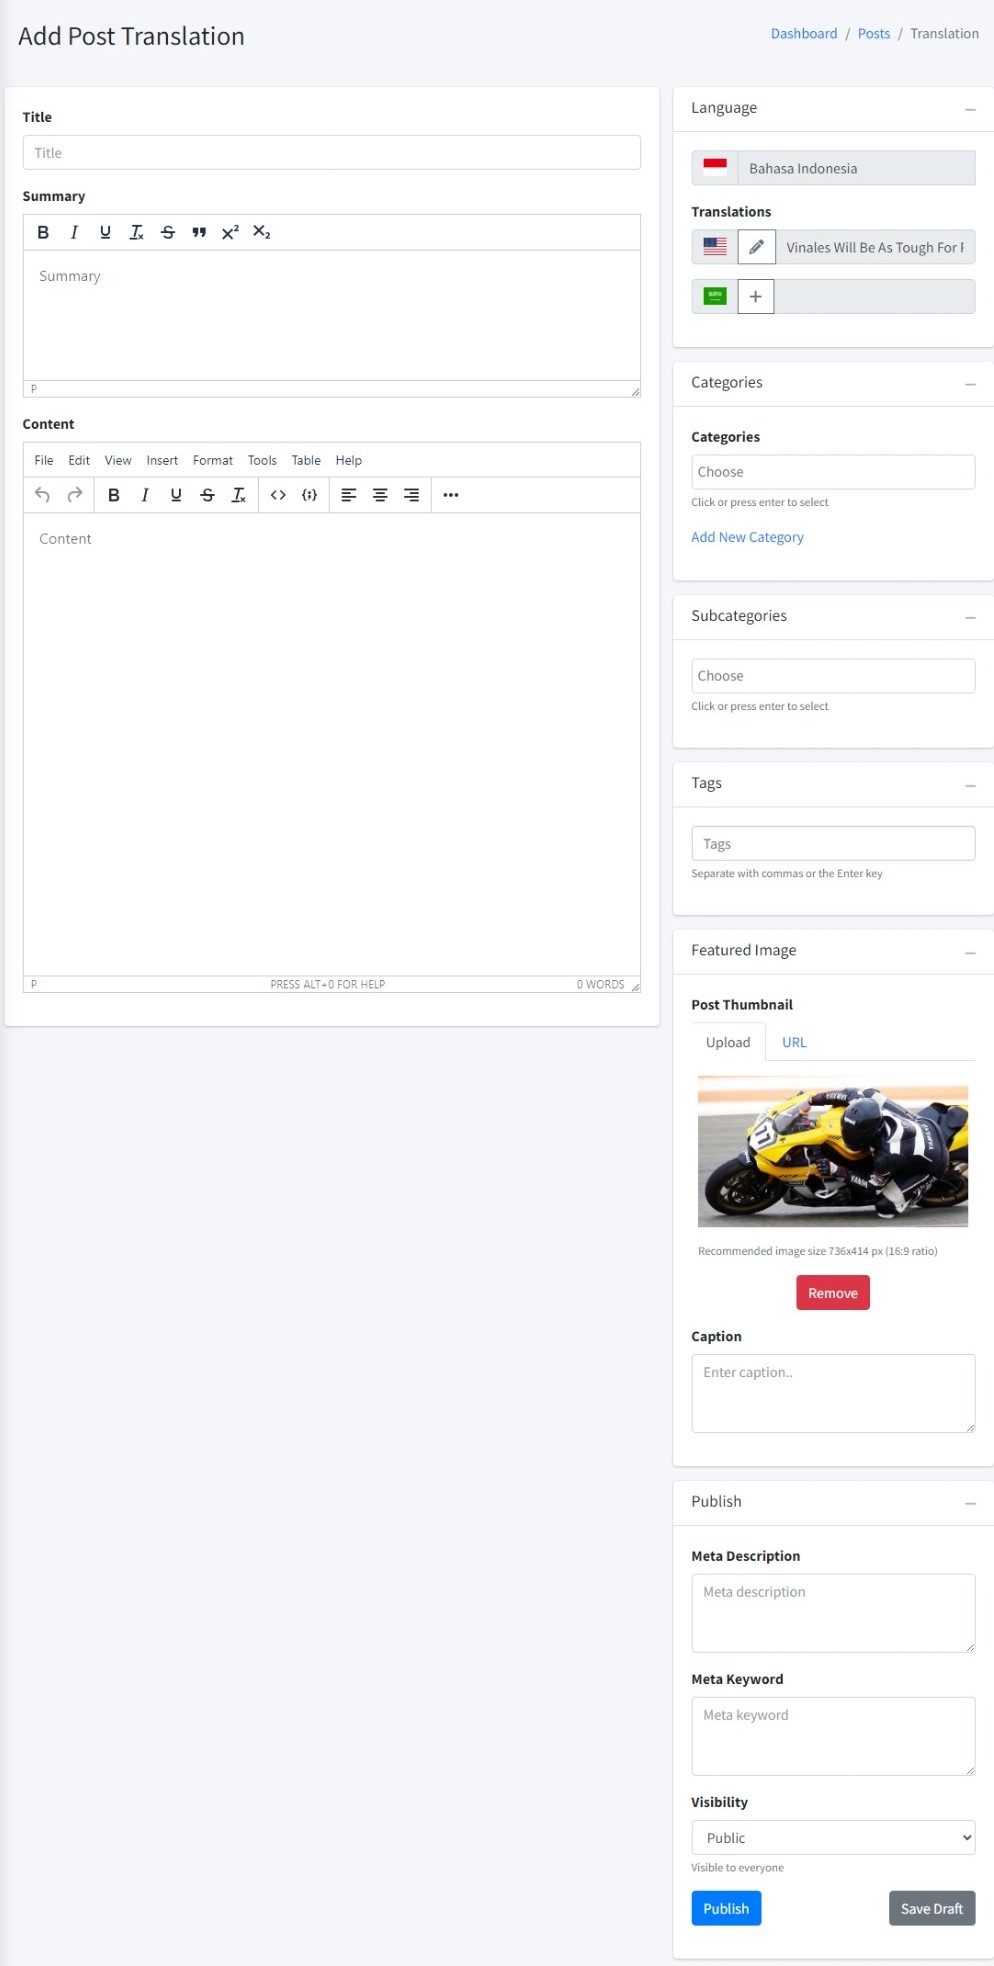 Add Post Translation
Dashboard / Posts / Translation
Title
Title
Summary
B I U Tx S ” X² X₂
Summary
P
Content
File Edit View Insert Format Tools Table Help
B I U S Tx <> {;} •••
Content
P PRESS ALT+0 FOR HELP 0 WORDS
Language
Bahasa Indonesia
Translations
Vinales Will Be As Tough For
+
Categories
Categories
Choose
Click or press enter to select
Add New Category
Subcategories
Choose
Click or press enter to select
Tags
Tags
Separate with commas or the Enter key
Featured Image
Post Thumbnail
Upload URL
77
Recommended image size 736x414 px (16:9 ratio)
Remove
Caption
Enter caption..
Publish
Meta Description
Meta description
Meta Keyword
Meta keyword
Visibility
Public
Visible to everyone
Publish Save Draft